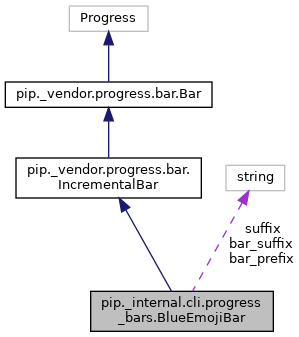 Progress
pip._vendor.progress.bar.Bar
pip._vendor.progress.bar.
IncrementalBar
string
suffix
bar_suffix
bar_prefix
pip._internal.cli.progress
_bars.BlueEmojiBar